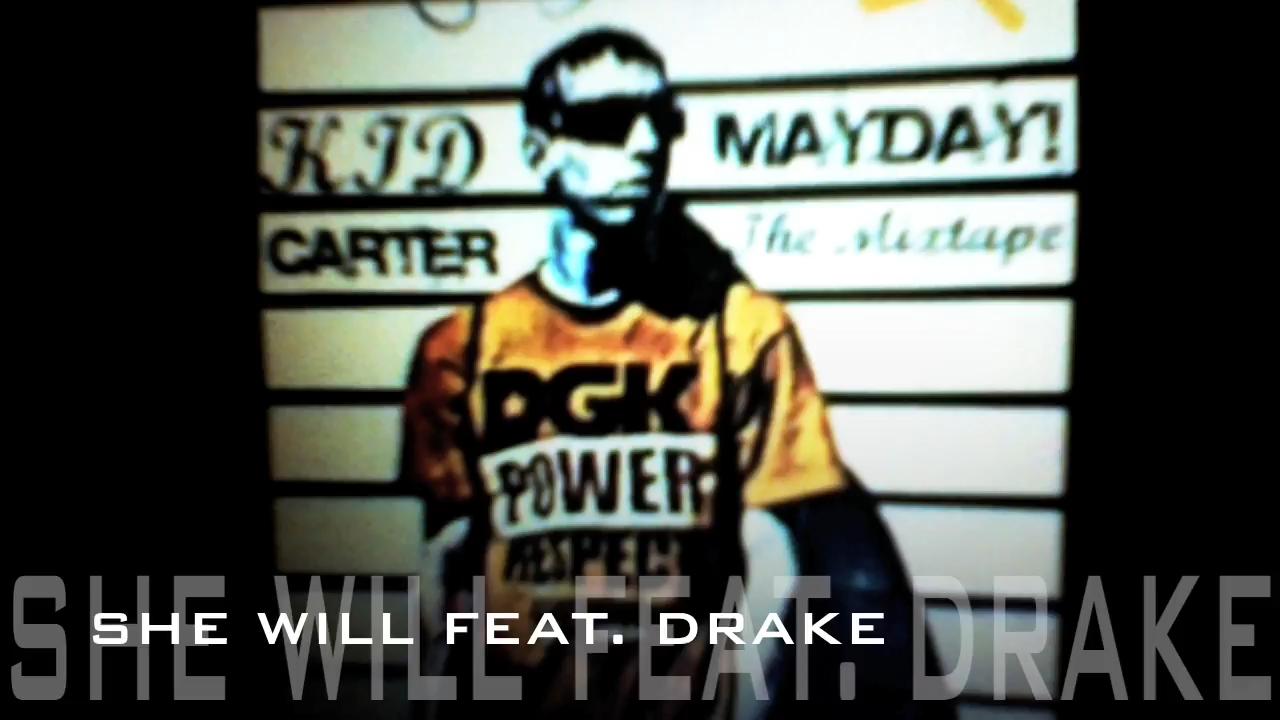 KID
MAYDAY!
CARTER
The Mixtape
DGK
POWER
RESPECT
SHE WILL FEAT. DRAKE
SHE WILL FEAT. DRAKE